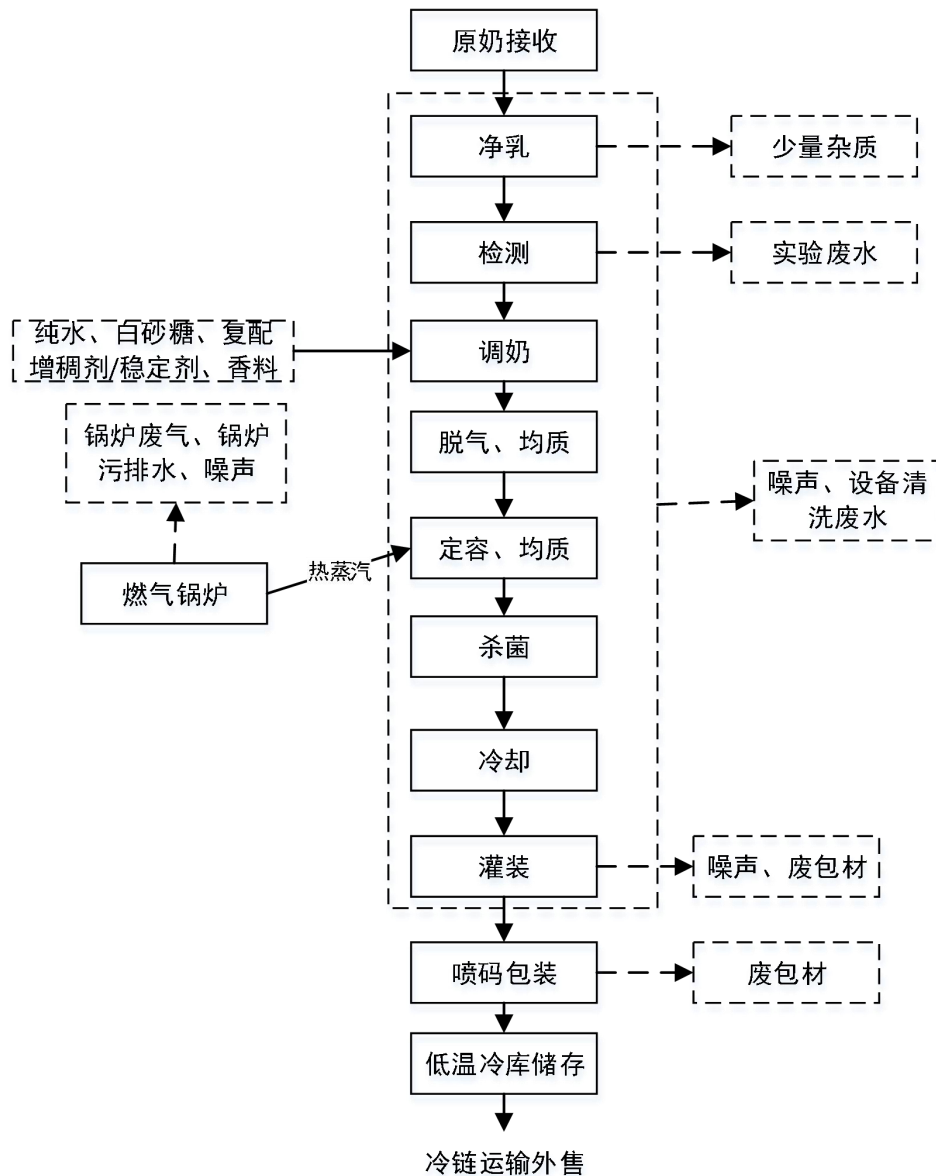 原奶接收
净乳
少量杂质
检测
实验废水
纯水、白砂糖、复配
增稠剂/稳定剂、香料
调奶
锅炉废气、锅炉
污排水、噪声
脱气、均质
噪声、设备清
洗废水
定容、均质
热蒸汽
燃气锅炉
杀菌
冷却
灌装
噪声、废包材
喷码包装
废包材
低温冷库储存
冷链运输外售